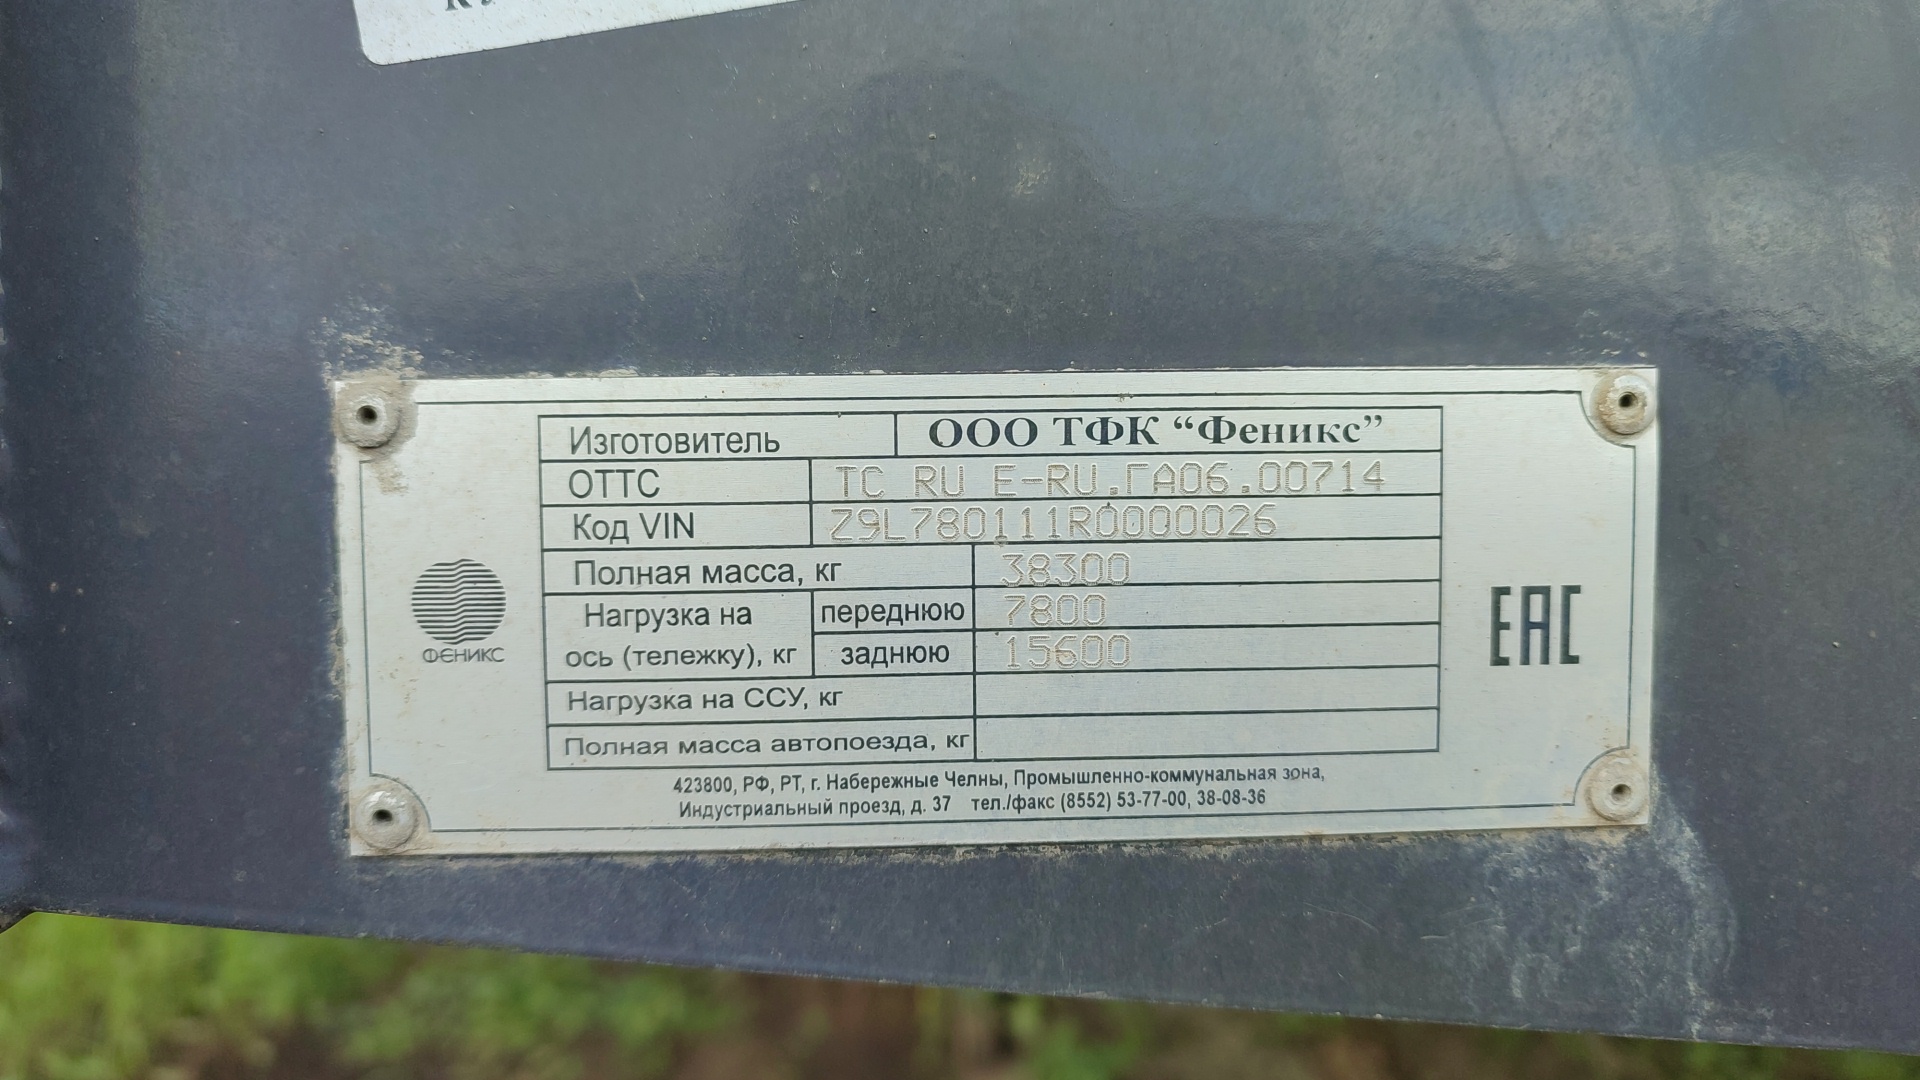 Изготовитель ООО ТФК “Феникс”
ОТТС ТС RU Е-RU.ГА06.00714
Код VIN Z9L780111R0000026
Полная масса, кг 38300
Нагрузка на ось (тележку), кг переднюю 7800
заднюю 15600
Нагрузка на ССУ, кг
Полная масса автопоезда, кг
ФЕНИКС
EAC
423800, РФ, РТ, г. Набережные Челны, Промышленно-коммунальная зона,
Индустриальный проезд, д. 37 тел./факс (8552) 53-77-00, 38-08-36